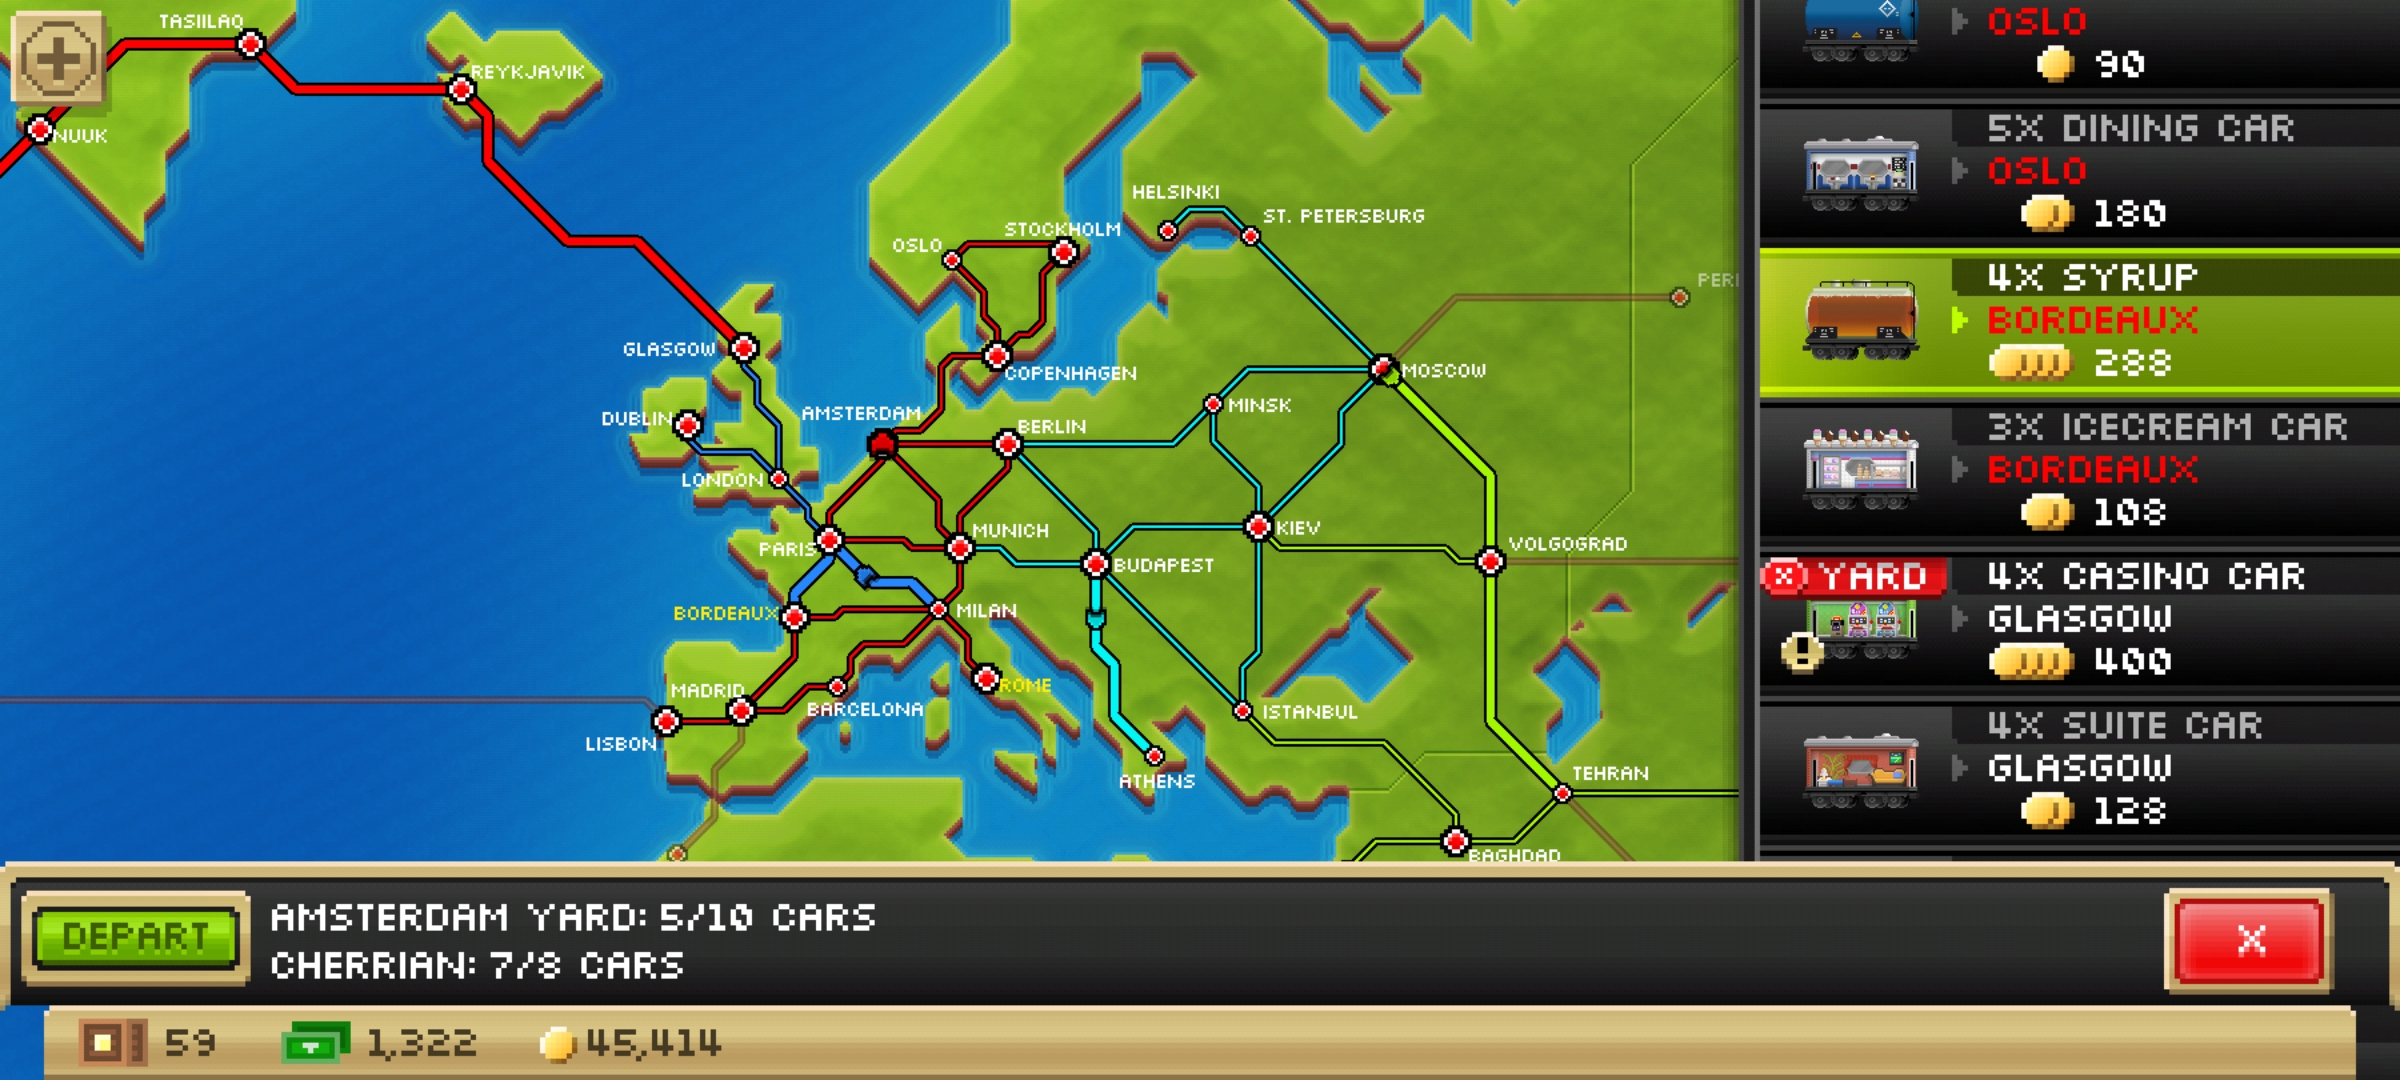 TASIILAQ
REYKJAVIK
NUUK
HELSINKI
ST. PETERSBURG
STOCKHOLM
OSLO
GLASGOW
COPENHAGEN
MOSCOW
AMSTERDAM
DUBLIN
BERLIN
MINSK
LONDON
MUNICH
KIEV
PARIS
BUDAPEST
VOLGOGRAD
BORDEAUX
MILAN
MADRID
ROME
BARCELONA
ISTANBUL
LISBON
ATHENS
TEHRAN
BAGHDAD
OSLO
90
5X DINING CAR
OSLO
180
4X SYRUP
BORDEAUX
288
3X ICECREAM CAR
BORDEAUX
108
YARD
4X CASINO CAR
GLASGOW
400
4X SUITE CAR
GLASGOW
128
DEPART
AMSTERDAM YARD: 5/10 CARS
CHERRIAN: 7/8 CARS
X
59
1,322
45,414